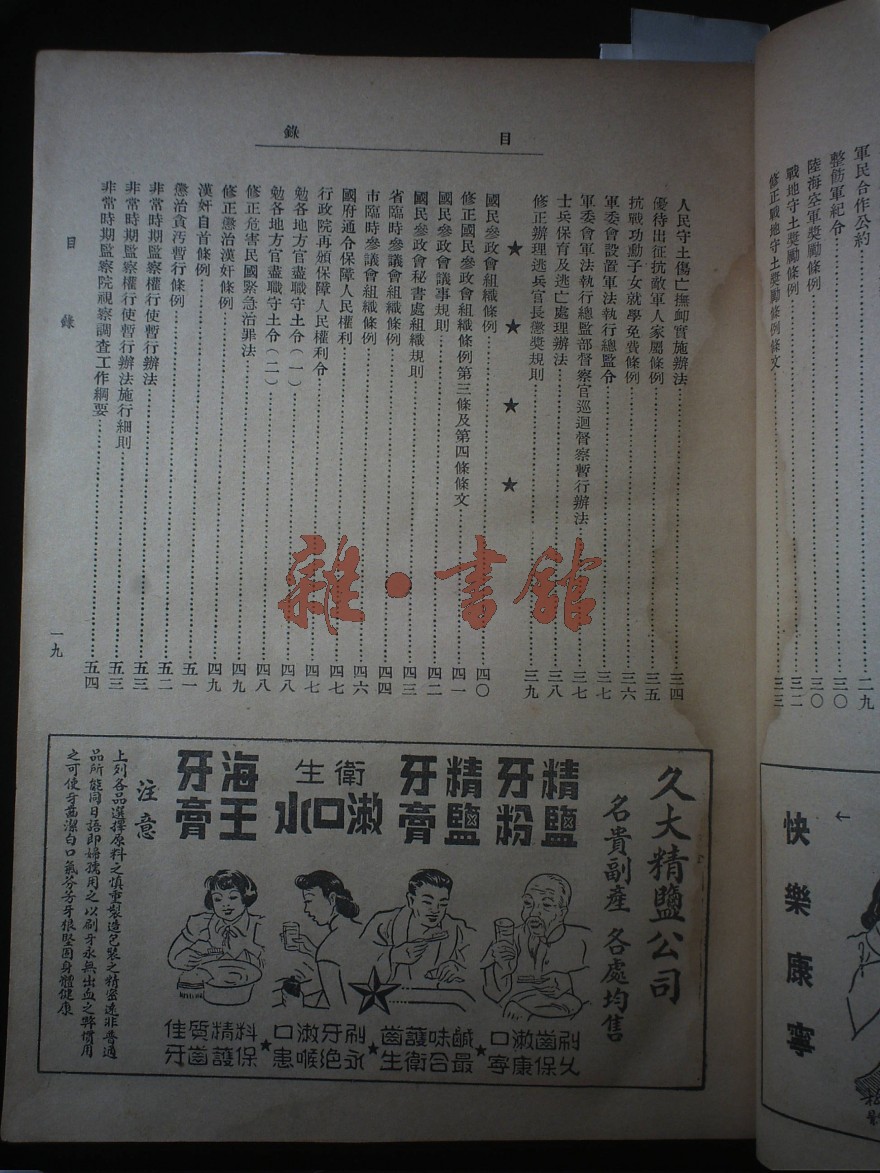 軍民合作公約⋯⋯二九
整飭軍紀令⋯⋯三〇
陸海空軍獎勵條例⋯⋯三〇
戰地守土獎勵條例⋯⋯三二
修正戰地守土獎勵條例條文⋯⋯三三
快樂康寧
目錄
人民守土傷亡撫卹實施辦法⋯⋯三四
優待出征抗敵軍人家屬條例⋯⋯三五
抗戰功勳子女就學免費條例⋯⋯三六
軍委會設置軍法執行總監令⋯⋯三七
軍委會軍法執行總監部督察官巡迴督察暫行辦法⋯⋯三七
士兵保育及逃亡處理辦法⋯⋯三八
修正辦理逃兵官長懲獎規則⋯⋯三九
★ ★ ★ ★
國民參政會組織條例⋯⋯四〇
修正國民參政會組織條例第三條及第四條條文⋯⋯四一
國民參政會議事規則⋯⋯四二
國民參政會秘書處組織規則⋯⋯四三
省臨時參議會組織條例⋯⋯四四
市臨時參議會組織條例⋯⋯四六
國府通令保障人民權利⋯⋯四七
行政院再頒保障人民權利令⋯⋯四七
勉各地方官盡職守土令(一)⋯⋯四八
勉各地方官盡職守土令(二)⋯⋯四八
修正危害民國緊急治罪法⋯⋯四九
修正懲治漢奸條例⋯⋯四九
漢奸自首條例⋯⋯五一
懲治貪汚暫行條例⋯⋯五二
非常時期監察權行使暫行辦法⋯⋯五三
非常時期監察權行使暫行辦法施行細則⋯⋯五三
非常時期監察院視察調查工作綱要⋯⋯五四
目錄
一九
雜·書館
久大精鹽公司
名貴副產 各處均售
精鹽牙粉
精鹽牙膏
衛生漱口水
海王牙膏
刷齒漱口
久保康寧
★
鹹味護齒
最合衛生
★
刷牙漱口
永絕喉患
★
料精質佳
保護齒牙
注意
上列各品選擇原料之慎重製造包裝之精密遠非普通
品所能同日語即婦孺用之以刷牙永無出血之弊慣用
之可使牙齒潔白口氣芬芳牙根堅固身體健康